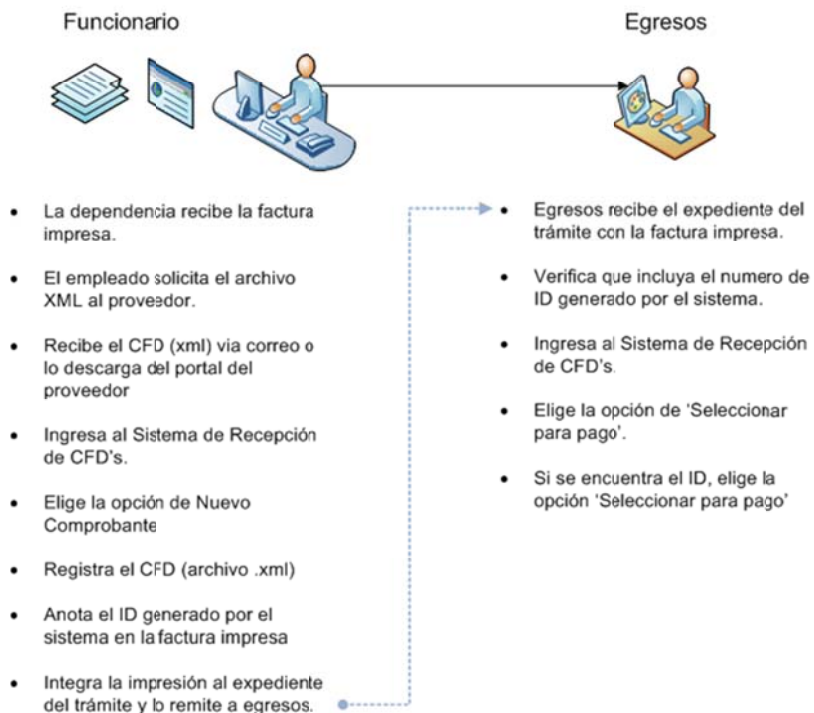 Funcionario
Egresos
• La dependencia recibe la factura
impresa.
• El empleado solicita el archivo
XML al proveedor.
• Recibe el CFD (xml) via correo o
lo descarga del portal del
proveedor
• Ingresa al Sistema de Recepción
de CFD's.
• Elige la opción de Nuevo
Comprobante
• Registra el CFD (archivo .xml)
• Anota el ID generado por el
sistema en la factura impresa
• Integra la impresión al expediente
del trámite y lo remite a egresos.
• Egresos recibe el expediente del
trámite con la factura impresa.
• Verifica que incluya el numero de
ID generado por el sistema.
• Ingresa al Sistema de Recepción
de CFD's.
• Elige la opción de 'Seleccionar
para pago'.
• Si se encuentra el ID, elige la
opción 'Seleccionar para pago'